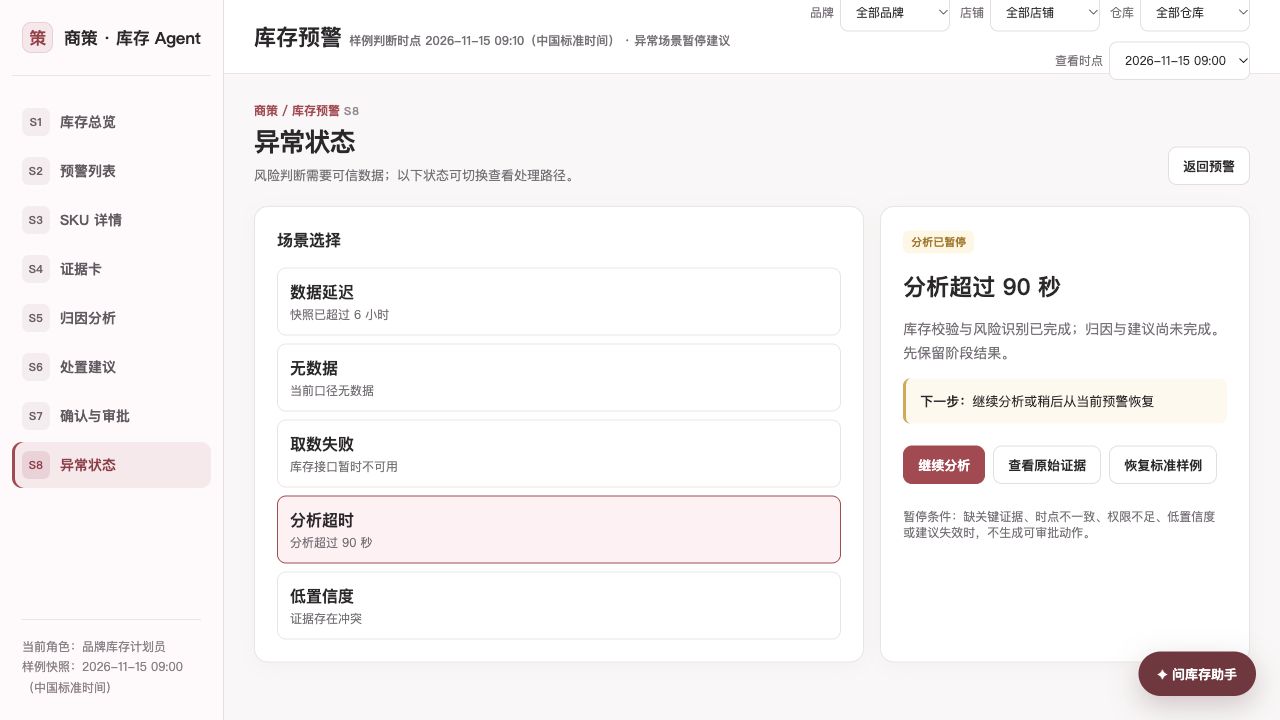 策 商策 · 库存 Agent
S1 库存总览
S2 预警列表
S3 SKU 详情
S4 证据卡
S5 归因分析
S6 处置建议
S7 确认与审批
S8 异常状态
当前角色：品牌库存计划员
样例快照：2026-11-15 09:00
（中国标准时间）
库存预警 样例判断时点 2026-11-15 09:10（中国标准时间） · 异常场景暂停建议
品牌 全部品牌 店铺 全部店铺 仓库 全部仓库
查看时点 2026-11-15 09:00
商策 / 库存预警 S8
异常状态
风险判断需要可信数据；以下状态可切换查看处理路径。
返回预警
场景选择
数据延迟
快照已超过 6 小时
无数据
当前口径无数据
取数失败
库存接口暂时不可用
分析超时
分析超过 90 秒
低置信度
证据存在冲突
分析已暂停
分析超过 90 秒
库存校验与风险识别已完成；归因与建议尚未完成。
先保留阶段结果。
下一步：继续分析或稍后从当前预警恢复
继续分析 查看原始证据 恢复标准样例
暂停条件：缺关键证据、时点不一致、权限不足、低置信度
或建议失效时，不生成可审批动作。
✦ 问库存助手